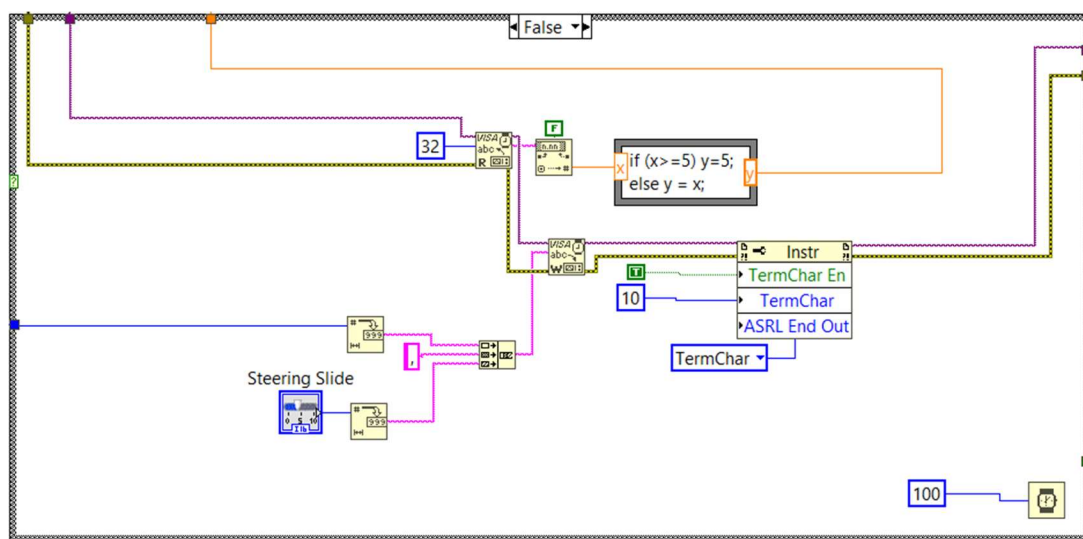 False
?
VISA
abc
R
32
F
n.nn
x
if (x>=5) y=5;
else y = x;
y
VISA
abc
W
Instr
T
TermChar En
10
TermChar
ASRL End Out
TermChar
999
,
Steering Slide
0 5 10
999
100